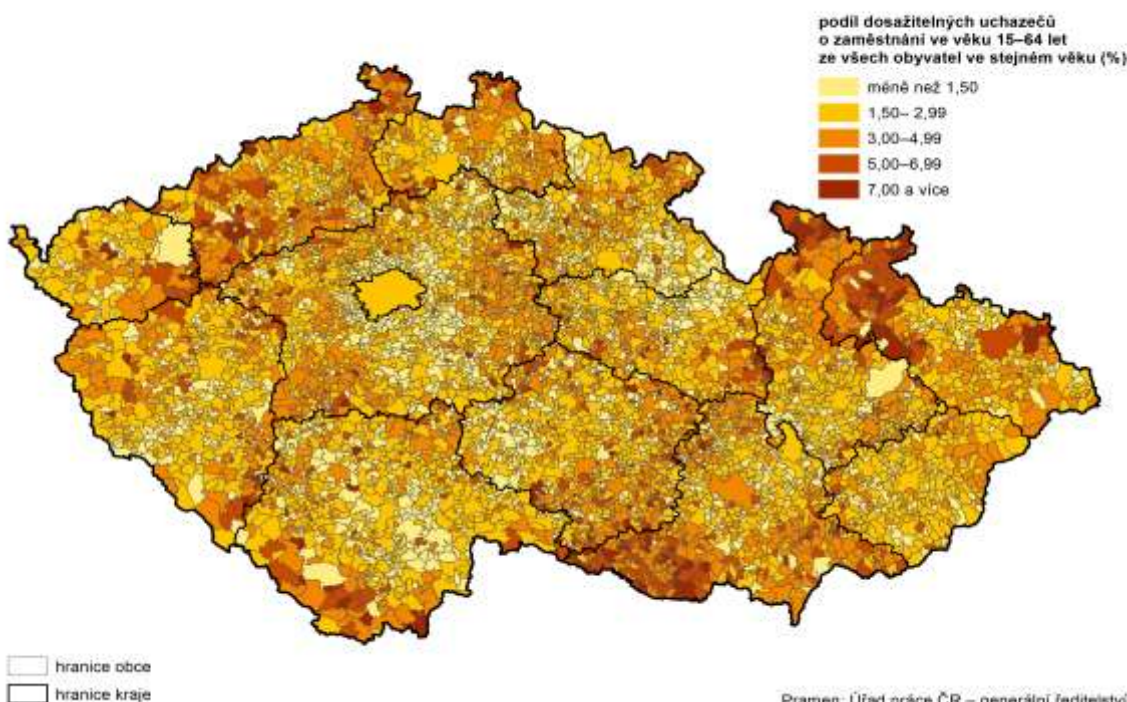 podíl dosažitelných uchazečů
o zaměstnání ve věku 15–64 let
ze všech obyvatel ve stejném věku (%)
méně než 1,50
1,50– 2,99
3,00–4,99
5,00–6,99
7,00 a více
hranice obce
hranice kraje
Pramen: Úřad práce ČR – generální ředitelství